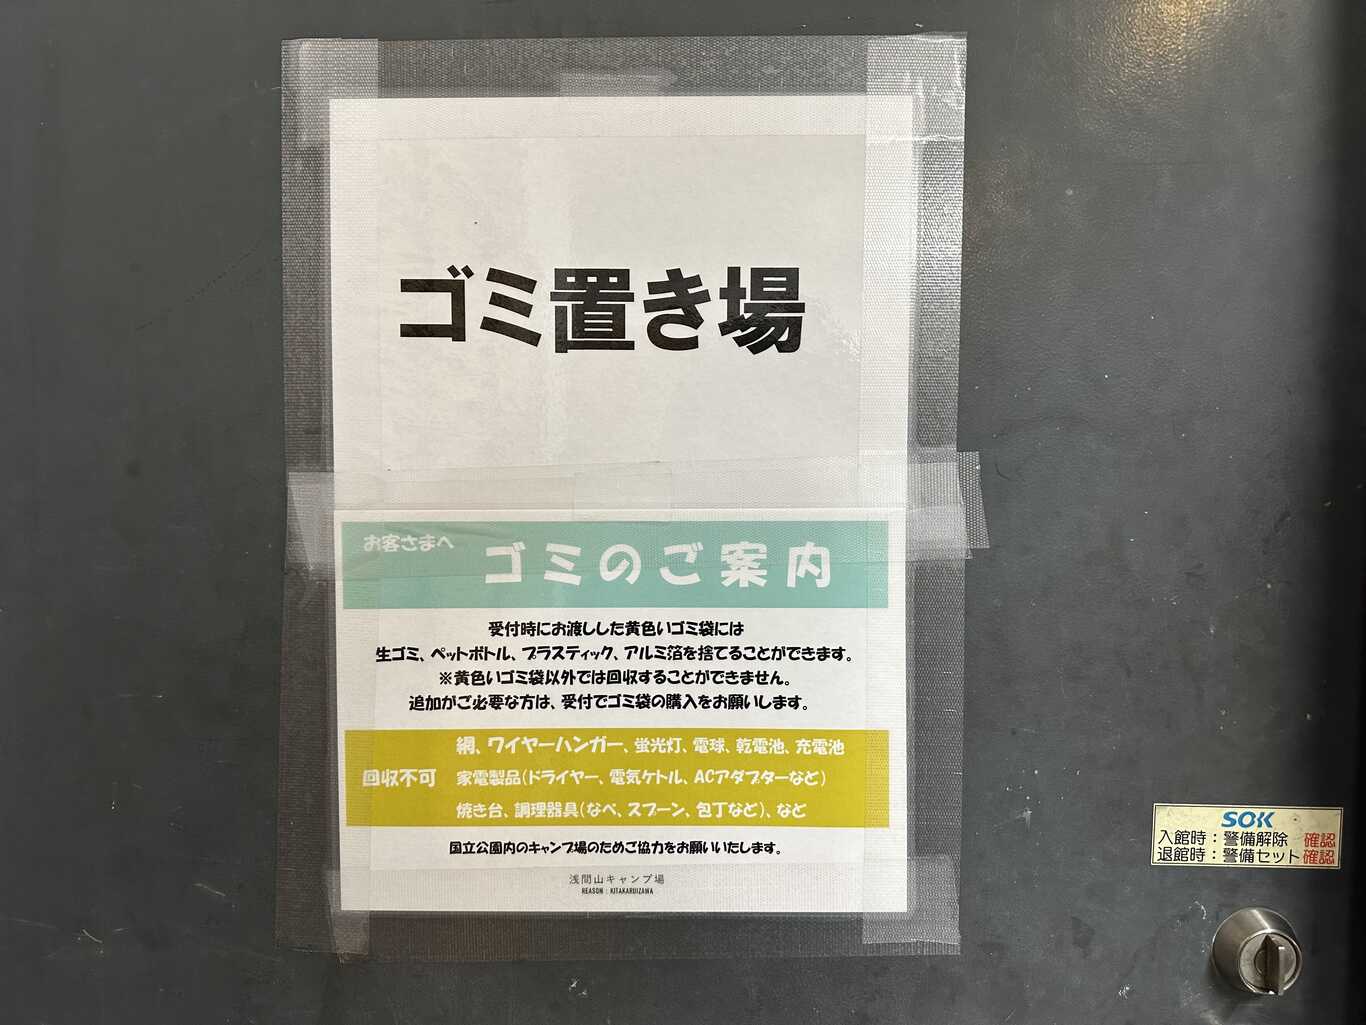 ゴミ置き場
お客さまへ
ゴミのご案内
受付時にお渡しした黄色いゴミ袋には
生ゴミ、ペットボトル、プラスティック、アルミ箔を捨てることができます。
※黄色いゴミ袋以外では回収することができません。
追加がご必要な方は、受付でゴミ袋の購入をお願いします。
回収不可
網、ワイヤーハンガー、蛍光灯、電球、乾電池、充電池
家電製品(ドライヤー、電気ケトル、ACアダプターなど)
焼き台、調理器具(なべ、スプーン、包丁など)、など
国立公園内のキャンプ場のためご協力をお願いいたします。
浅間山キャンプ場
REASON : KITAKARUIZAWA
SOK
入館時：警備解除 確認
退館時：警備セット 確認